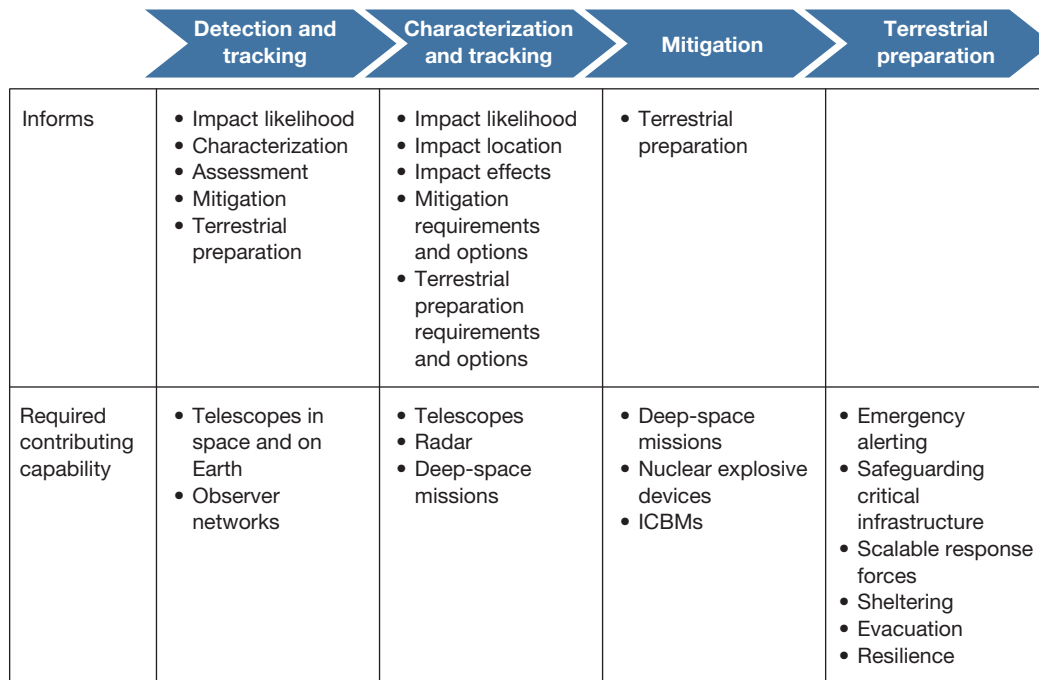 Detection and
tracking
Characterization
and tracking
Mitigation
Terrestrial
preparation
Informs
• Impact likelihood
• Characterization
• Assessment
• Mitigation
• Terrestrial
preparation
• Impact likelihood
• Impact location
• Impact effects
• Mitigation
requirements
and options
• Terrestrial
preparation
requirements
and options
• Terrestrial
preparation
Required
contributing
capability
• Telescopes in
space and on
Earth
• Observer
networks
• Telescopes
• Radar
• Deep-space
missions
• Deep-space
missions
• Nuclear explosive
devices
• ICBMs
• Emergency
alerting
• Safeguarding
critical
infrastructure
• Scalable response
forces
• Sheltering
• Evacuation
• Resilience